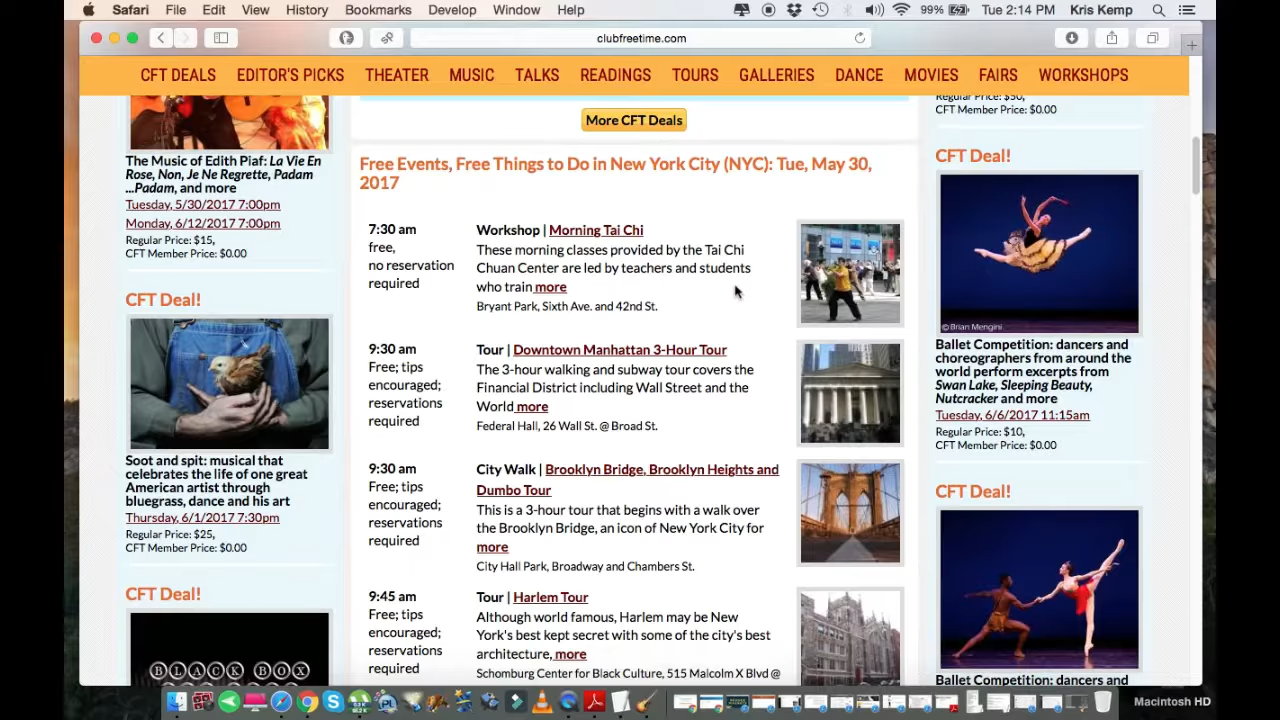 Safari File Edit View History Bookmarks Develop Window Help 99% Tue 2:14 PM Kris Kemp
clubfreetime.com
CFT DEALS EDITOR'S PICKS THEATER MUSIC TALKS READINGS TOURS GALLERIES DANCE MOVIES FAIRS WORKSHOPS
The Music of Edith Piaf: La Vie En
Rose, Non, Je Ne Regrette, Padam
...Padam, and more
Tuesday, 5/30/2017 7:00pm
Monday, 6/12/2017 7:00pm
Regular Price: $15,
CFT Member Price: $0.00
CFT Deal!
Soot and spit: musical that
celebrates the life of one great
American artist through
bluegrass, dance and his art
Thursday, 6/1/2017 7:30pm
Regular Price: $25,
CFT Member Price: $0.00
CFT Deal!
BLACK BOX
More CFT Deals
Free Events, Free Things to Do in New York City (NYC): Tue, May 30,
2017
7:30 am
free,
no reservation
required
Workshop | Morning Tai Chi
These morning classes provided by the Tai Chi
Chuan Center are led by teachers and students
who train more
Bryant Park, Sixth Ave. and 42nd St.
9:30 am
Free; tips
encouraged;
reservations
required
Tour | Downtown Manhattan 3-Hour Tour
The 3-hour walking and subway tour covers the
Financial District including Wall Street and the
World more
Federal Hall, 26 Wall St. @ Broad St.
9:30 am
Free; tips
encouraged;
reservations
required
City Walk | Brooklyn Bridge, Brooklyn Heights and
Dumbo Tour
This is a 3-hour tour that begins with a walk over
the Brooklyn Bridge, an icon of New York City for
more
City Hall Park, Broadway and Chambers St.
9:45 am
Free; tips
encouraged;
reservations
required
Tour | Harlem Tour
Although world famous, Harlem may be New
York's best kept secret with some of the city's best
architecture, more
Schomburg Center for Black Culture, 515 Malcolm X Blvd @
Regular Price: $50,
CFT Member Price: $0.00
CFT Deal!
© Brian Mengini
Ballet Competition: dancers and
choreographers from around the
world perform excerpts from
Swan Lake, Sleeping Beauty,
Nutcracker and more
Tuesday, 6/6/2017 11:15am
Regular Price: $10,
CFT Member Price: $0.00
CFT Deal!
Ballet Competition: dancers and
Macintosh HD